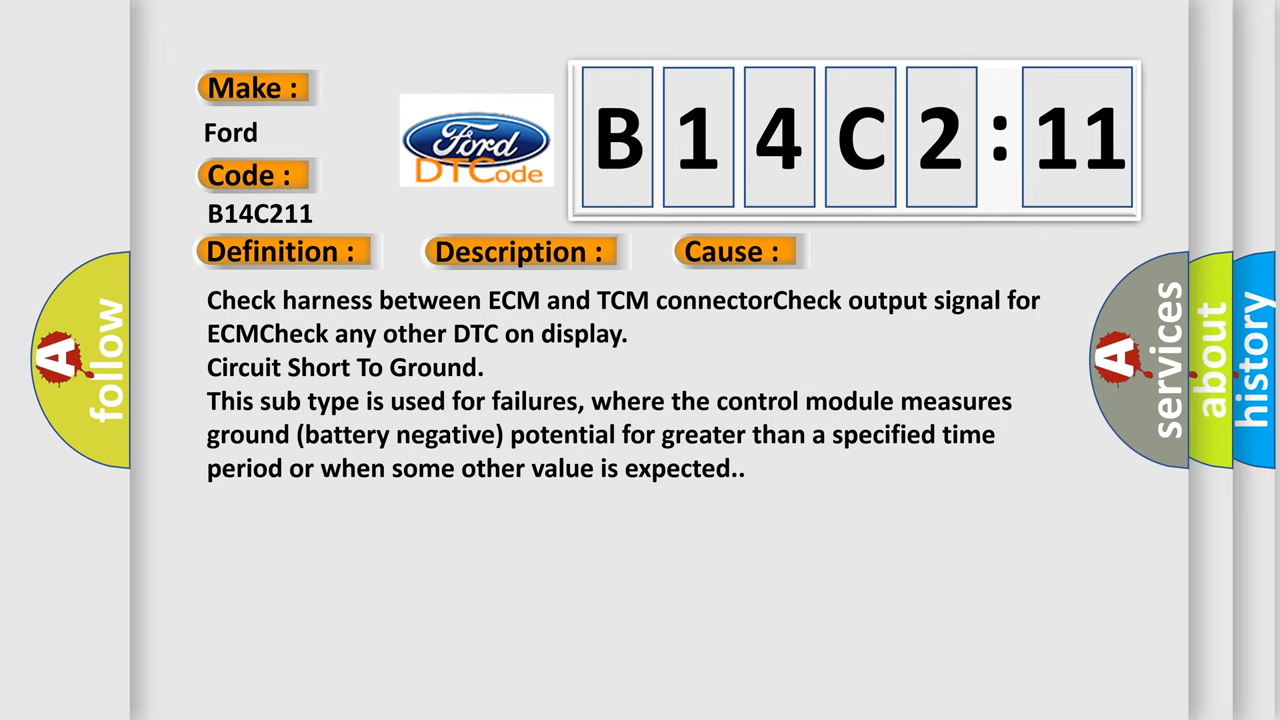 Make :
Ford
Code :
B14C211
Ford
DTCode
B14C2:11
Definition :
Description :
Cause :
Check harness between ECM and TCM connectorCheck output signal for
ECMCheck any other DTC on display.
Circuit Short To Ground.
This sub type is used for failures, where the control module measures
ground (battery negative) potential for greater than a specified time
period or when some other value is expected..
A follow
A services
about
history